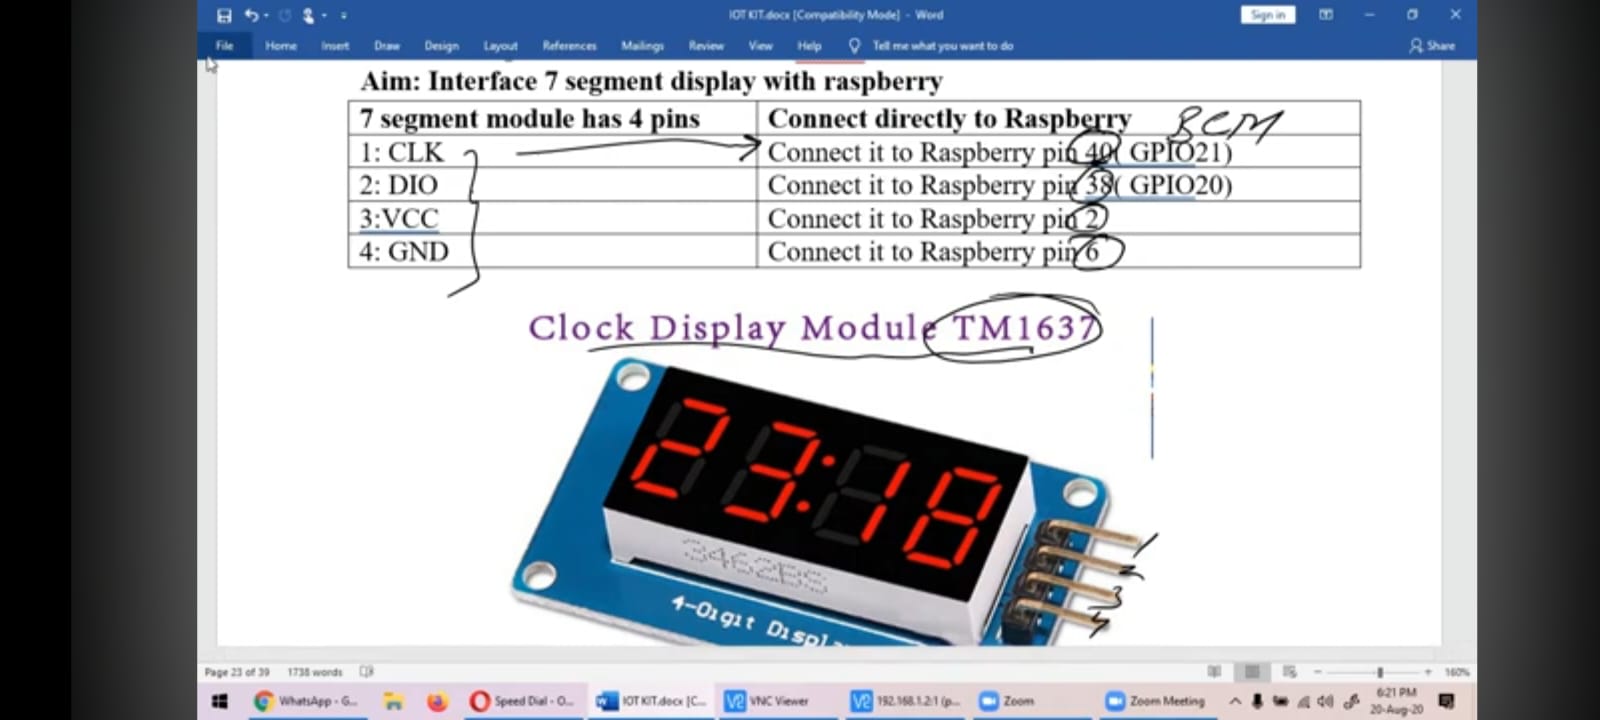 IOT KIT.docx [Compatibility Mode] - Word
Sign in
File Home Insert Draw Design Layout References Mailings Review View Help Tell me what you want to do Share
Aim: Interface 7 segment display with raspberry
7 segment module has 4 pins Connect directly to Raspberry BCM
1: CLK Connect it to Raspberry pin 40( GPIO21)
2: DIO Connect it to Raspberry pin 38( GPIO20)
3:VCC Connect it to Raspberry pin 2
4: GND Connect it to Raspberry pin 6
Clock Display Module TM1637
23:18
3462BS
4-Digit Displ
1
2
3
4
Page 23 of 39 1738 words 160%
WhatsApp - G... Speed Dial - O... IOT KIT.docx [C... VNC Viewer 192.168.1.2:1 (p... Zoom Zoom Meeting 6:21 PM
20-Aug-20